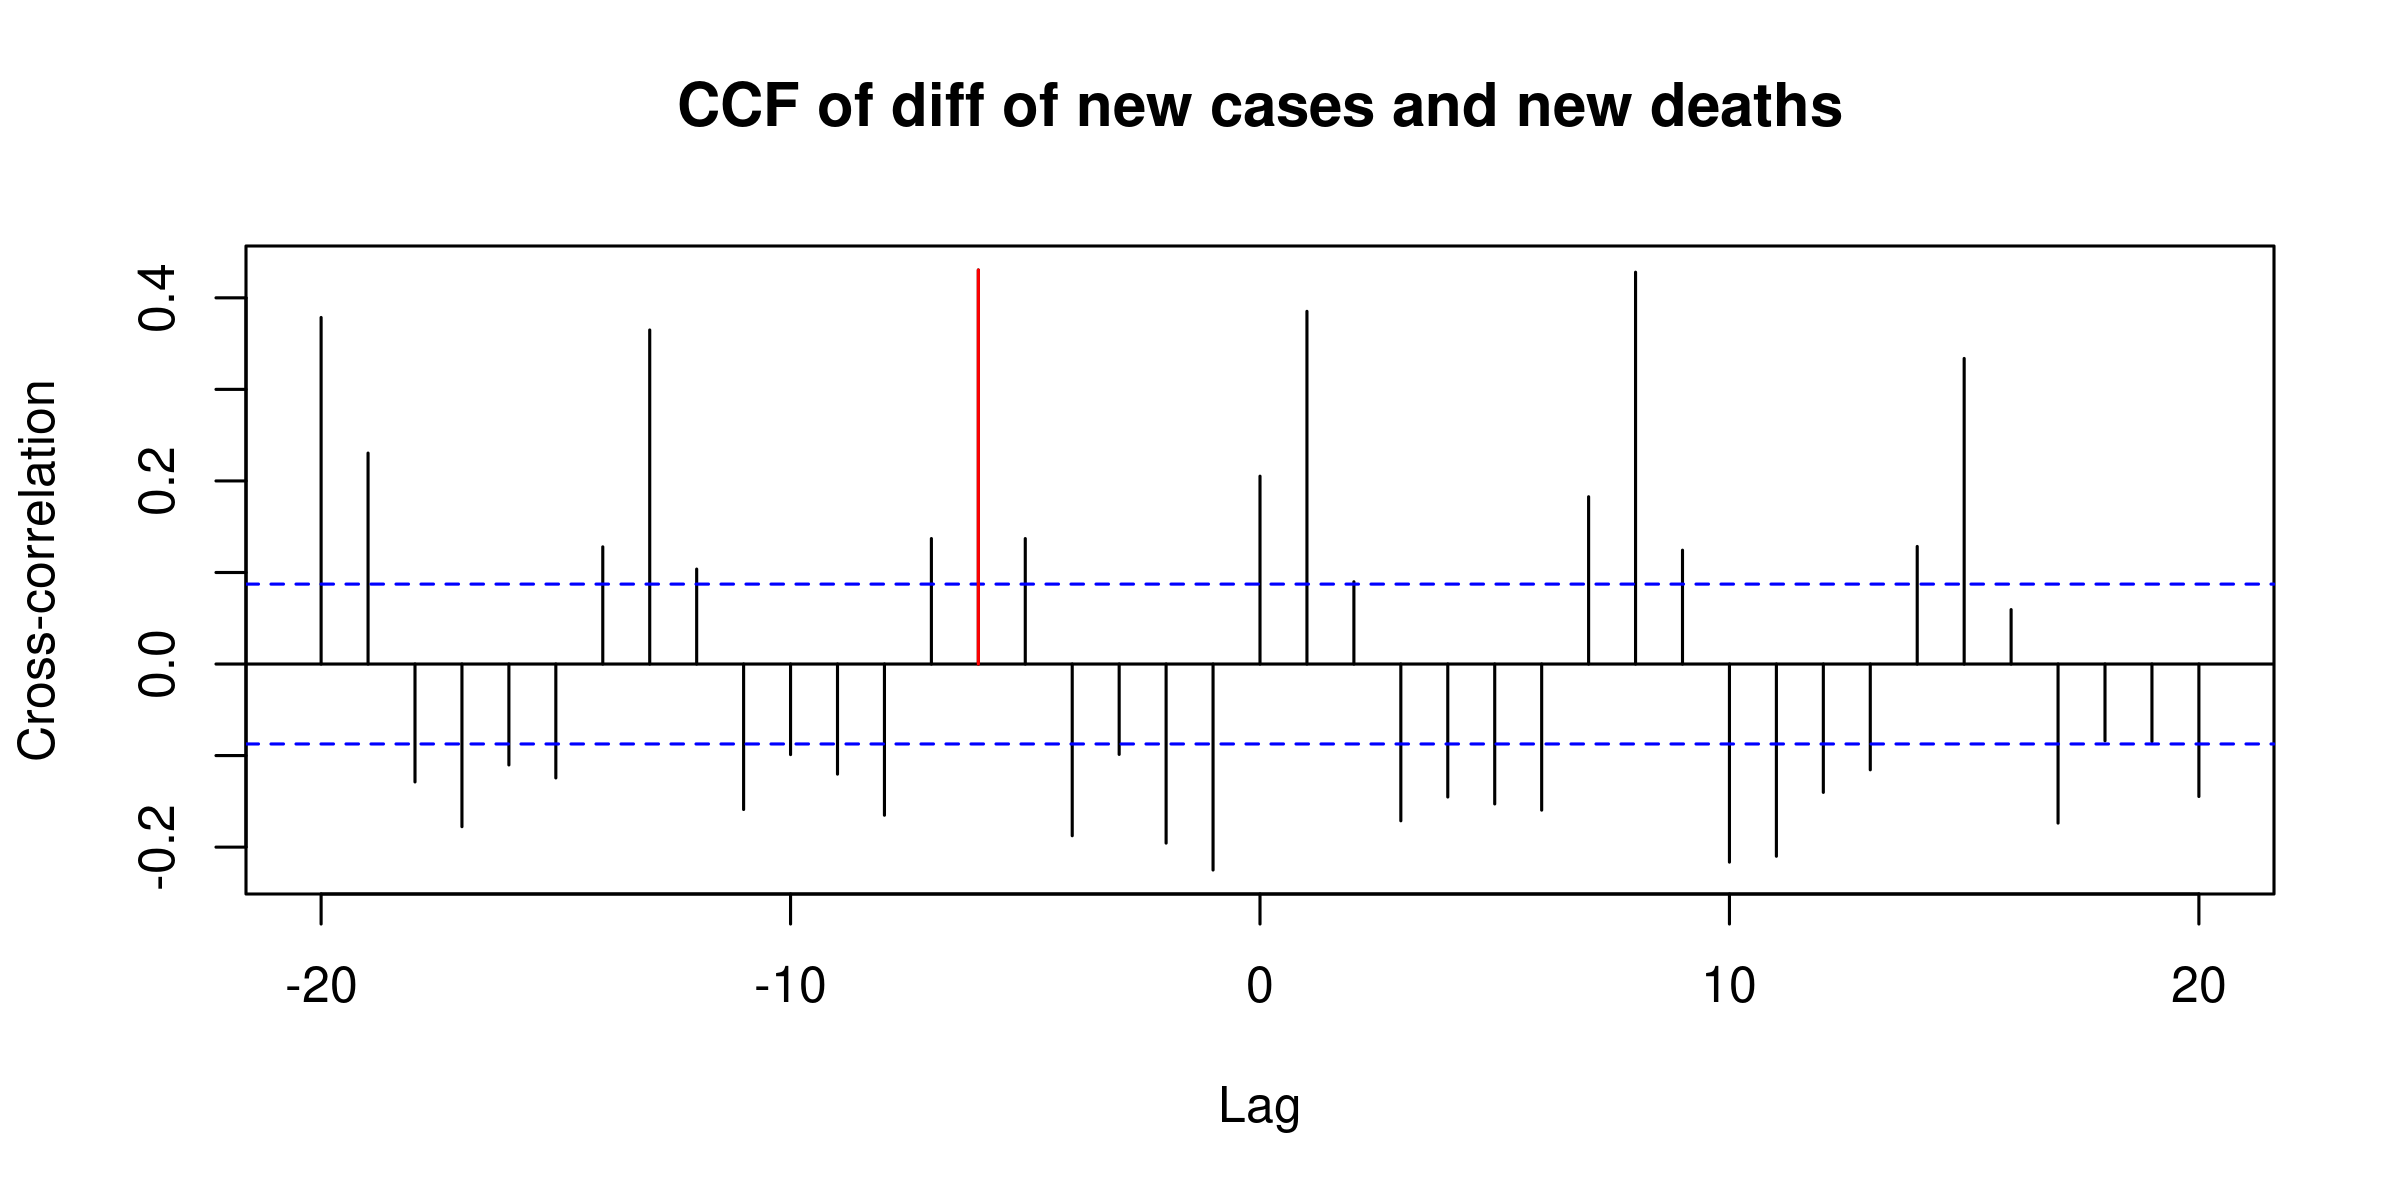 CCF of diff of new cases and new deaths
Cross-correlation
0.4
0.2
0.0
-0.2
-20 -10 0 10 20
Lag